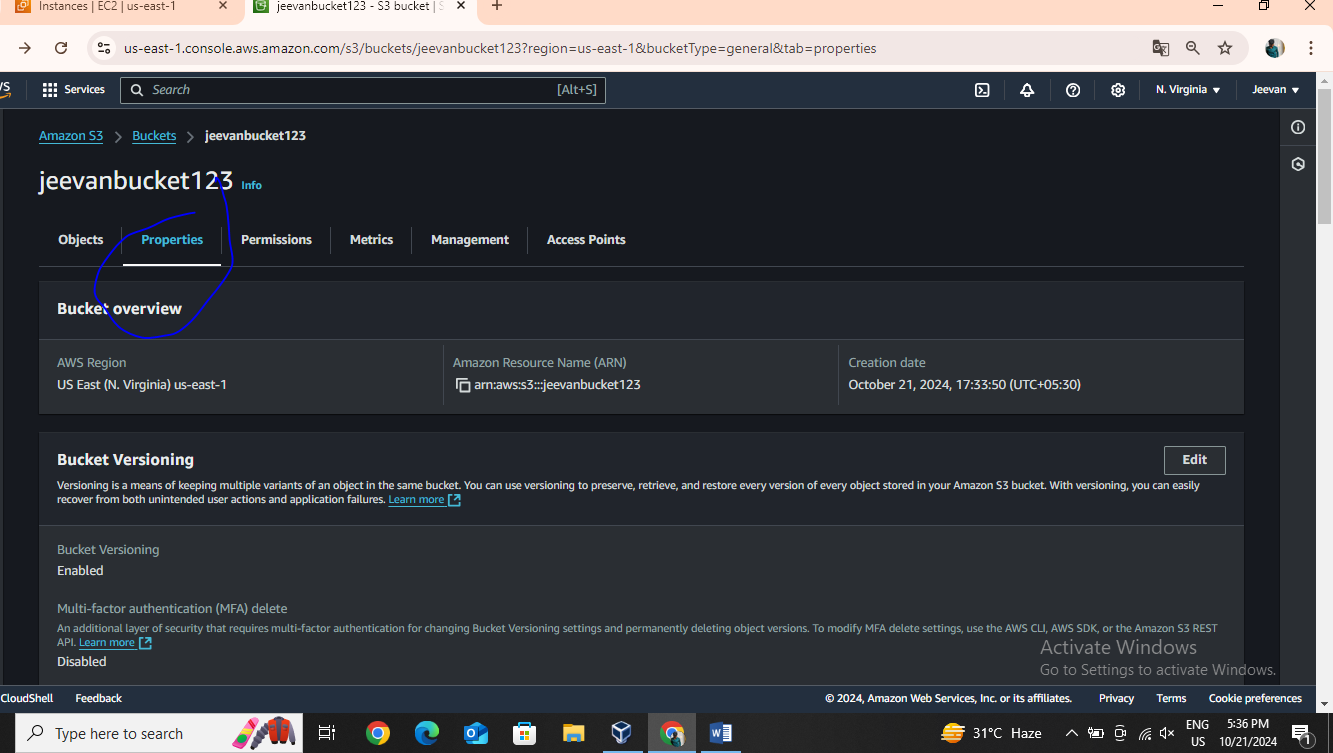 Instances | EC2 | us-east-1
jeevanbucket123 - S3 bucket | S
us-east-1.console.aws.amazon.com/s3/buckets/jeevanbucket123?region=us-east-1&bucketType=general&tab=properties
Services Search [Alt+S] N. Virginia Jeevan
Amazon S3 Buckets jeevanbucket123
jeevanbucket123 Info
Objects Properties Permissions Metrics Management Access Points
Bucket overview
AWS Region Amazon Resource Name (ARN) Creation date
US East (N. Virginia) us-east-1 arn:aws:s3:::jeevanbucket123 October 21, 2024, 17:33:50 (UTC+05:30)
Bucket Versioning Edit
Versioning is a means of keeping multiple variants of an object in the same bucket. You can use versioning to preserve, retrieve, and restore every version of every object stored in your Amazon S3 bucket. With versioning, you can easily
recover from both unintended user actions and application failures. Learn more
Bucket Versioning
Enabled
Multi-factor authentication (MFA) delete
An additional layer of security that requires multi-factor authentication for changing Bucket Versioning settings and permanently deleting object versions. To modify MFA delete settings, use the AWS CLI, AWS SDK, or the Amazon S3 REST
API. Learn more
Disabled
Activate Windows
Go to Settings to activate Windows.
CloudShell Feedback © 2024, Amazon Web Services, Inc. or its affiliates. Privacy Terms Cookie preferences
Type here to search 31°C Haze ENG 5:36 PM
US 10/21/2024 1